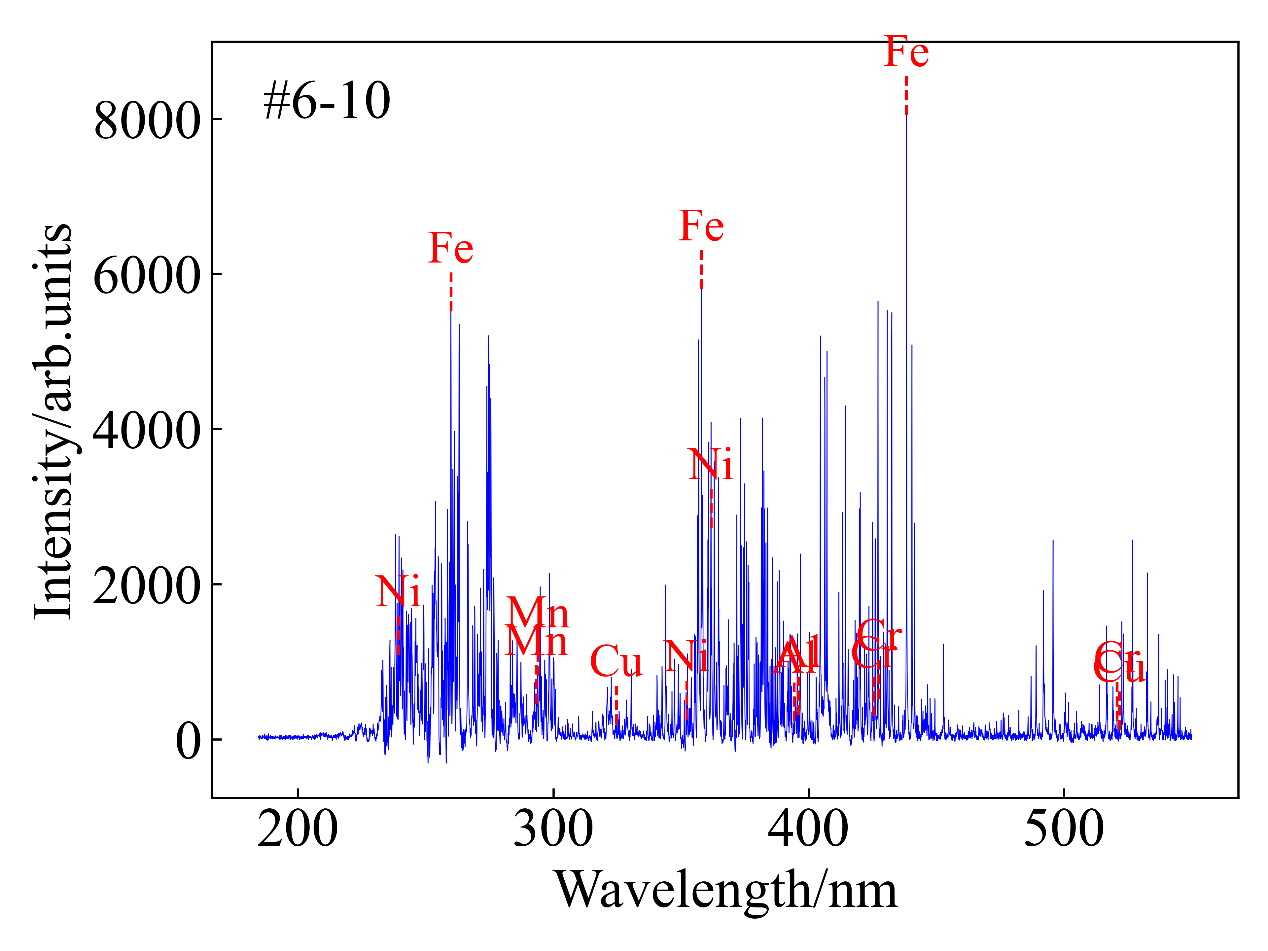 #6-10
Fe
Fe
Fe
Ni
Ni
Mn
Mn
Cu
Ni
Al
Cr
Cr
Cu
8000
6000
4000
2000
0
Intensity/arb.units
200
300
400
500
Wavelength/nm